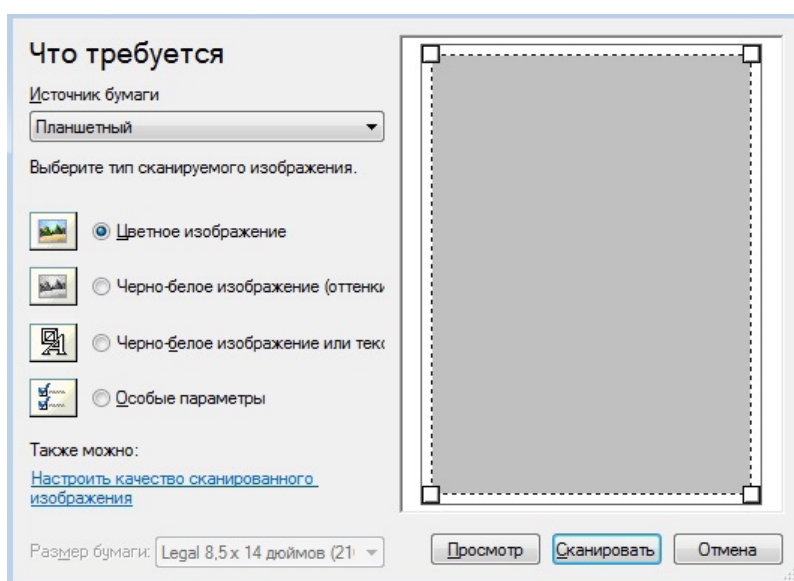 Что требуется
Источник бумаги
Планшетный
Выберите тип сканируемого изображения.
Цветное изображение
Черно-белое изображение (оттенки
Черно-белое изображение или текс
Особые параметры
Также можно:
Настроить качество сканированного
изображения
Размер бумаги: Legal 8,5 x 14 дюймов (21
Просмотр Сканировать Отмена